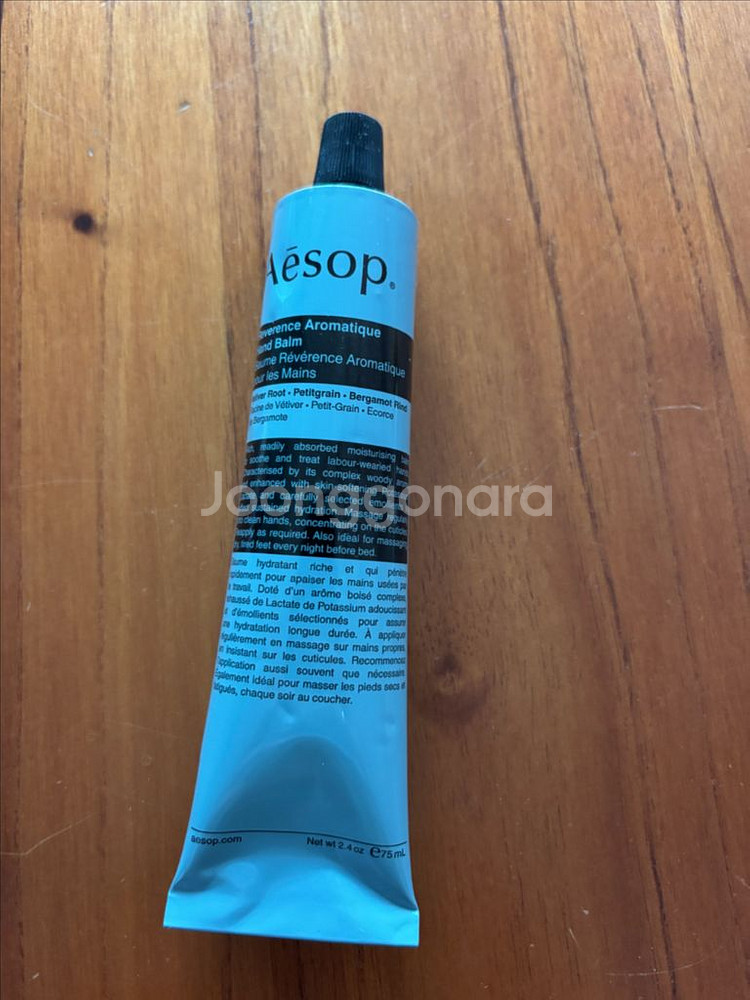 Aēsop.
Reverence Aromatique
Hand Balm
Baume Révérence Aromatique
pour les Mains
Vetiver Root • Petitgrain • Bergamot Rind
Racine de Vétiver • Petit-Grain • Ecorce
de Bergamote
readily absorbed moisturising
soothe and treat labour-wearied
Characterised by its complex woody
enhanced with skin-softening
carefully selected
hydration. Massage
clean hands, concentrating on the cuticles
apply as required. Also ideal for massaging
tired feet every night before bed.
Baume hydratant riche et qui pénètre
rapidement pour apaiser les mains usées par
le travail. Doté d'un arôme boisé complexe,
rehaussé de Lactate de Potassium adoucissant
et d'émollients sélectionnés pour assurer
une hydratation longue durée. À appliquer
régulièrement en massage sur mains propres,
en insistant sur les cuticules. Recommencez
l'application aussi souvent que nécessaire.
Également idéal pour masser les pieds secs et
fatigués, chaque soir au coucher.
aesop.com
Net wt 2.4 oz ℮75 mL
Joonggonara